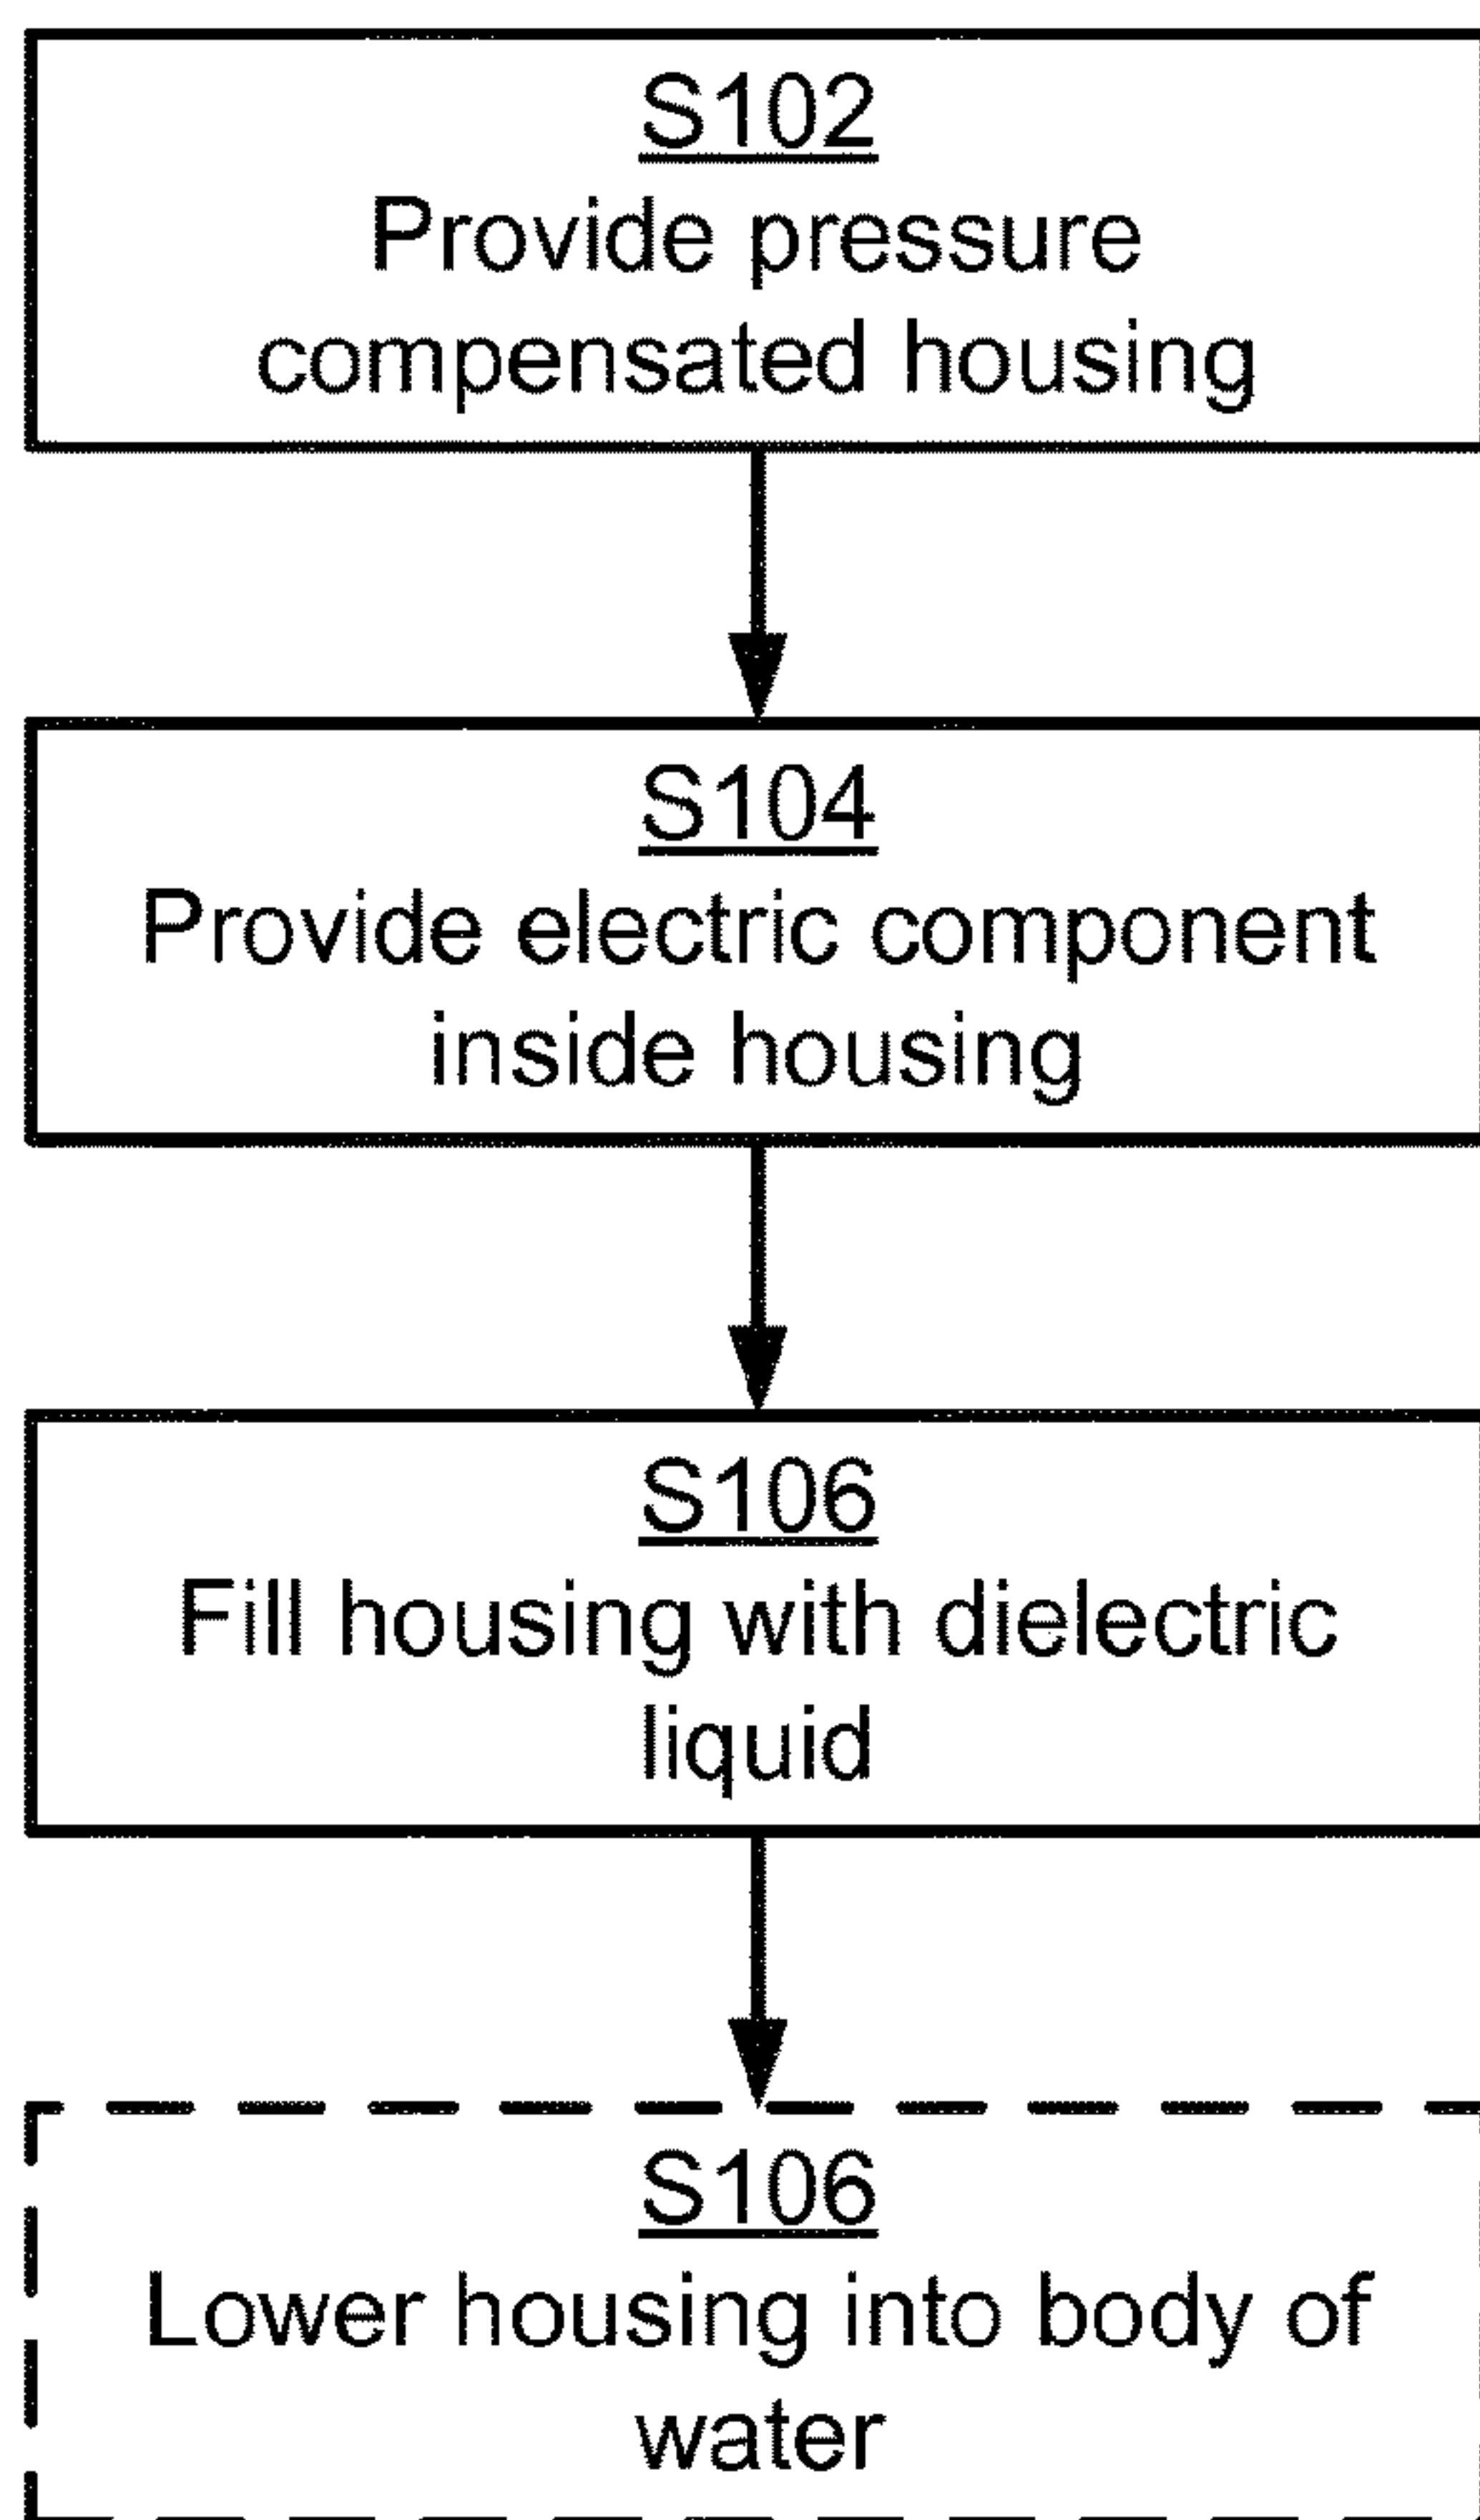 S102
Provide pressure
compensated housing
S104
Provide electric component
inside housing
S106
Fill housing with dielectric
liquid
S106
Lower housing into body of
water